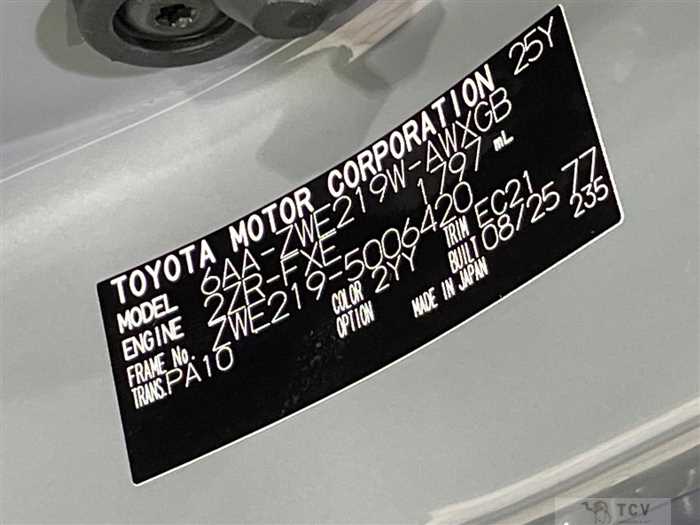 TOYOTA MOTOR CORPORATION 25Y
MODEL 6AA-ZWE219W-AWXGB
ENGINE 2ZR-FXE 1797 mL
FRAME No. ZWE219-5006420
TRANS. PA10 COLOR 2YY TRIM EC21 77
OPTION BUILT 08/25 235
MADE IN JAPAN
TCV